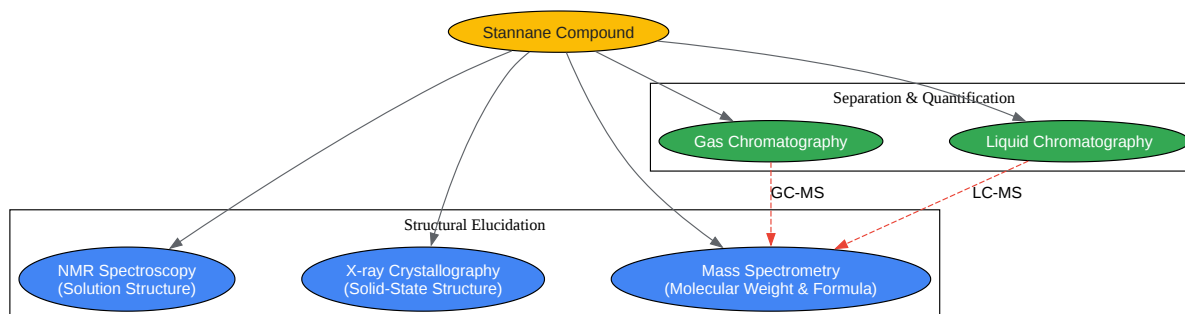 Stannane Compound
Separation & Quantification
Gas Chromatography
Liquid Chromatography
GC-MS
LC-MS
Structural Elucidation
NMR Spectroscopy
(Solution Structure)
X-ray Crystallography
(Solid-State Structure)
Mass Spectrometry
(Molecular Weight & Formula)